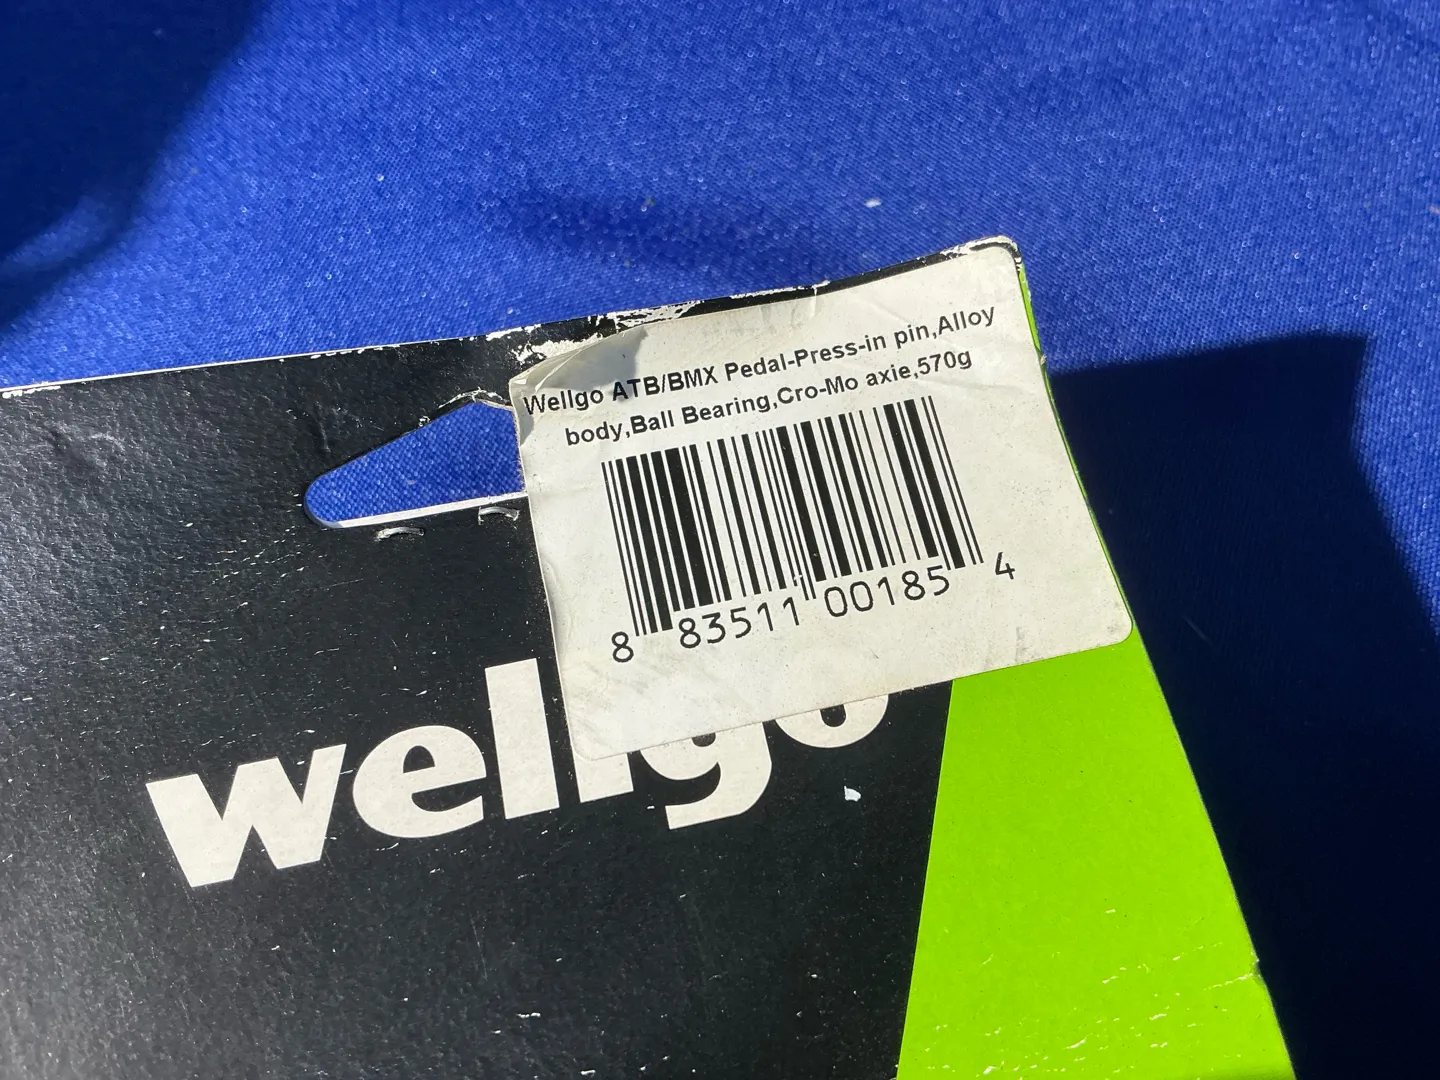 Wellgo ATB/BMX Pedal-Press-in pin,Alloy
body,Ball Bearing,Cro-Mo axie,570g
8 83511 00185 4
wellgo